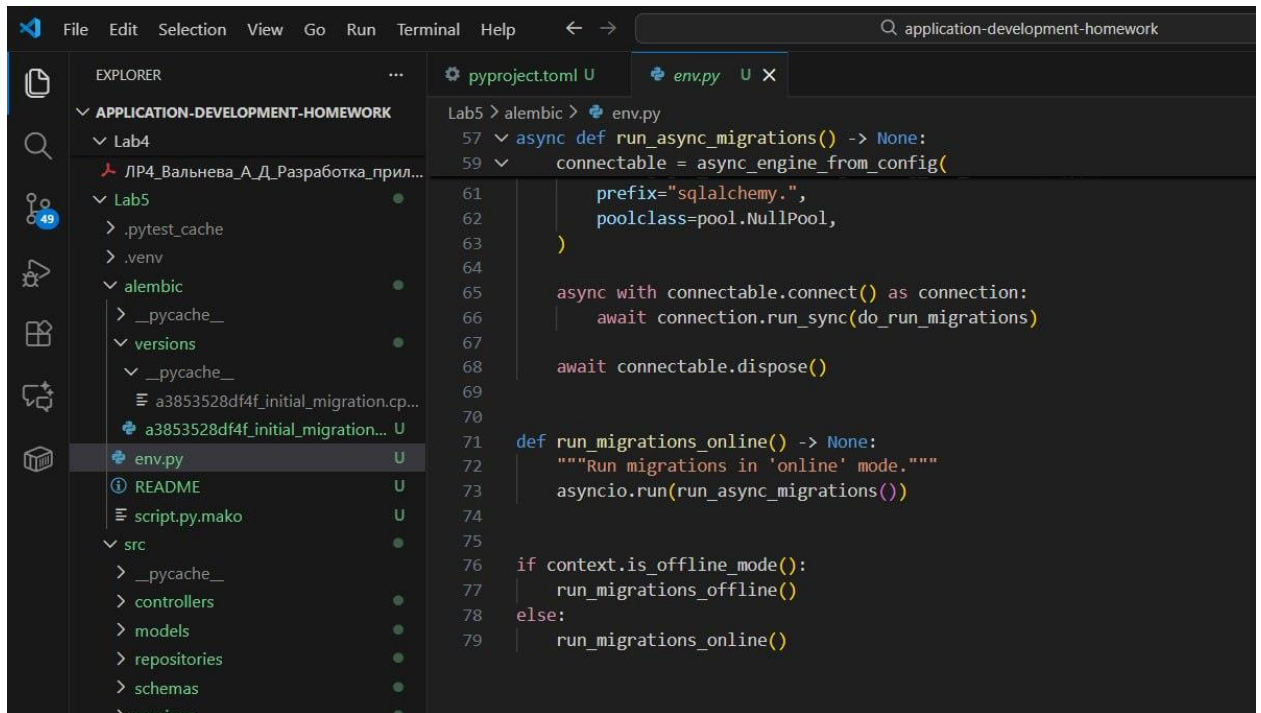 File Edit Selection View Go Run Terminal Help
application-development-homework
EXPLORER
APPLICATION-DEVELOPMENT-HOMEWORK
Lab4
ЛР4_Вальнева_А_Д_Разработка_прил...
Lab5
.pytest_cache
.venv
alembic
__pycache__
versions
__pycache__
a3853528df4f_initial_migration.cp...
a3853528df4f_initial_migration... U
env.py U
README U
script.py.mako U
src
__pycache__
controllers
models
repositories
schemas
49
pyproject.toml U env.py U
Lab5 > alembic > env.py
57 async def run_async_migrations() -> None:
59 connectable = async_engine_from_config(
61 prefix="sqlalchemy.",
62 poolclass=pool.NullPool,
63 )
64
65 async with connectable.connect() as connection:
66 await connection.run_sync(do_run_migrations)
67
68 await connectable.dispose()
69
70
71 def run_migrations_online() -> None:
72 """Run migrations in 'online' mode."""
73 asyncio.run(run_async_migrations())
74
75
76 if context.is_offline_mode():
77 run_migrations_offline()
78 else:
79 run_migrations_online()